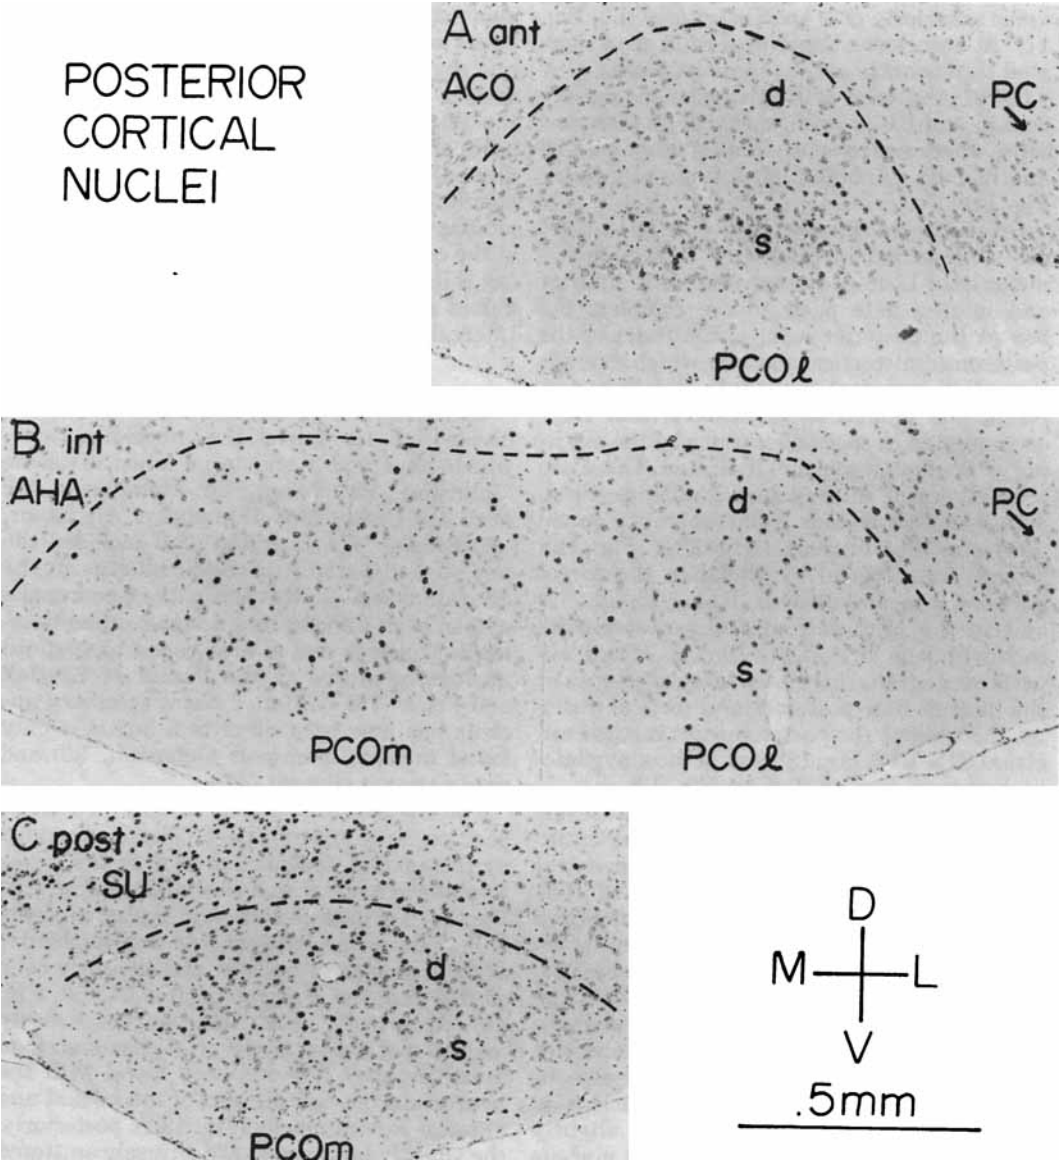 POSTERIOR
CORTICAL
NUCLEI
A ant
ACO
d
PC
s
PCOℓ
B int
AHA
d
PC
s
PCOm
PCOℓ
C post
SU
d
s
PCOm
D
M L
V
.5mm